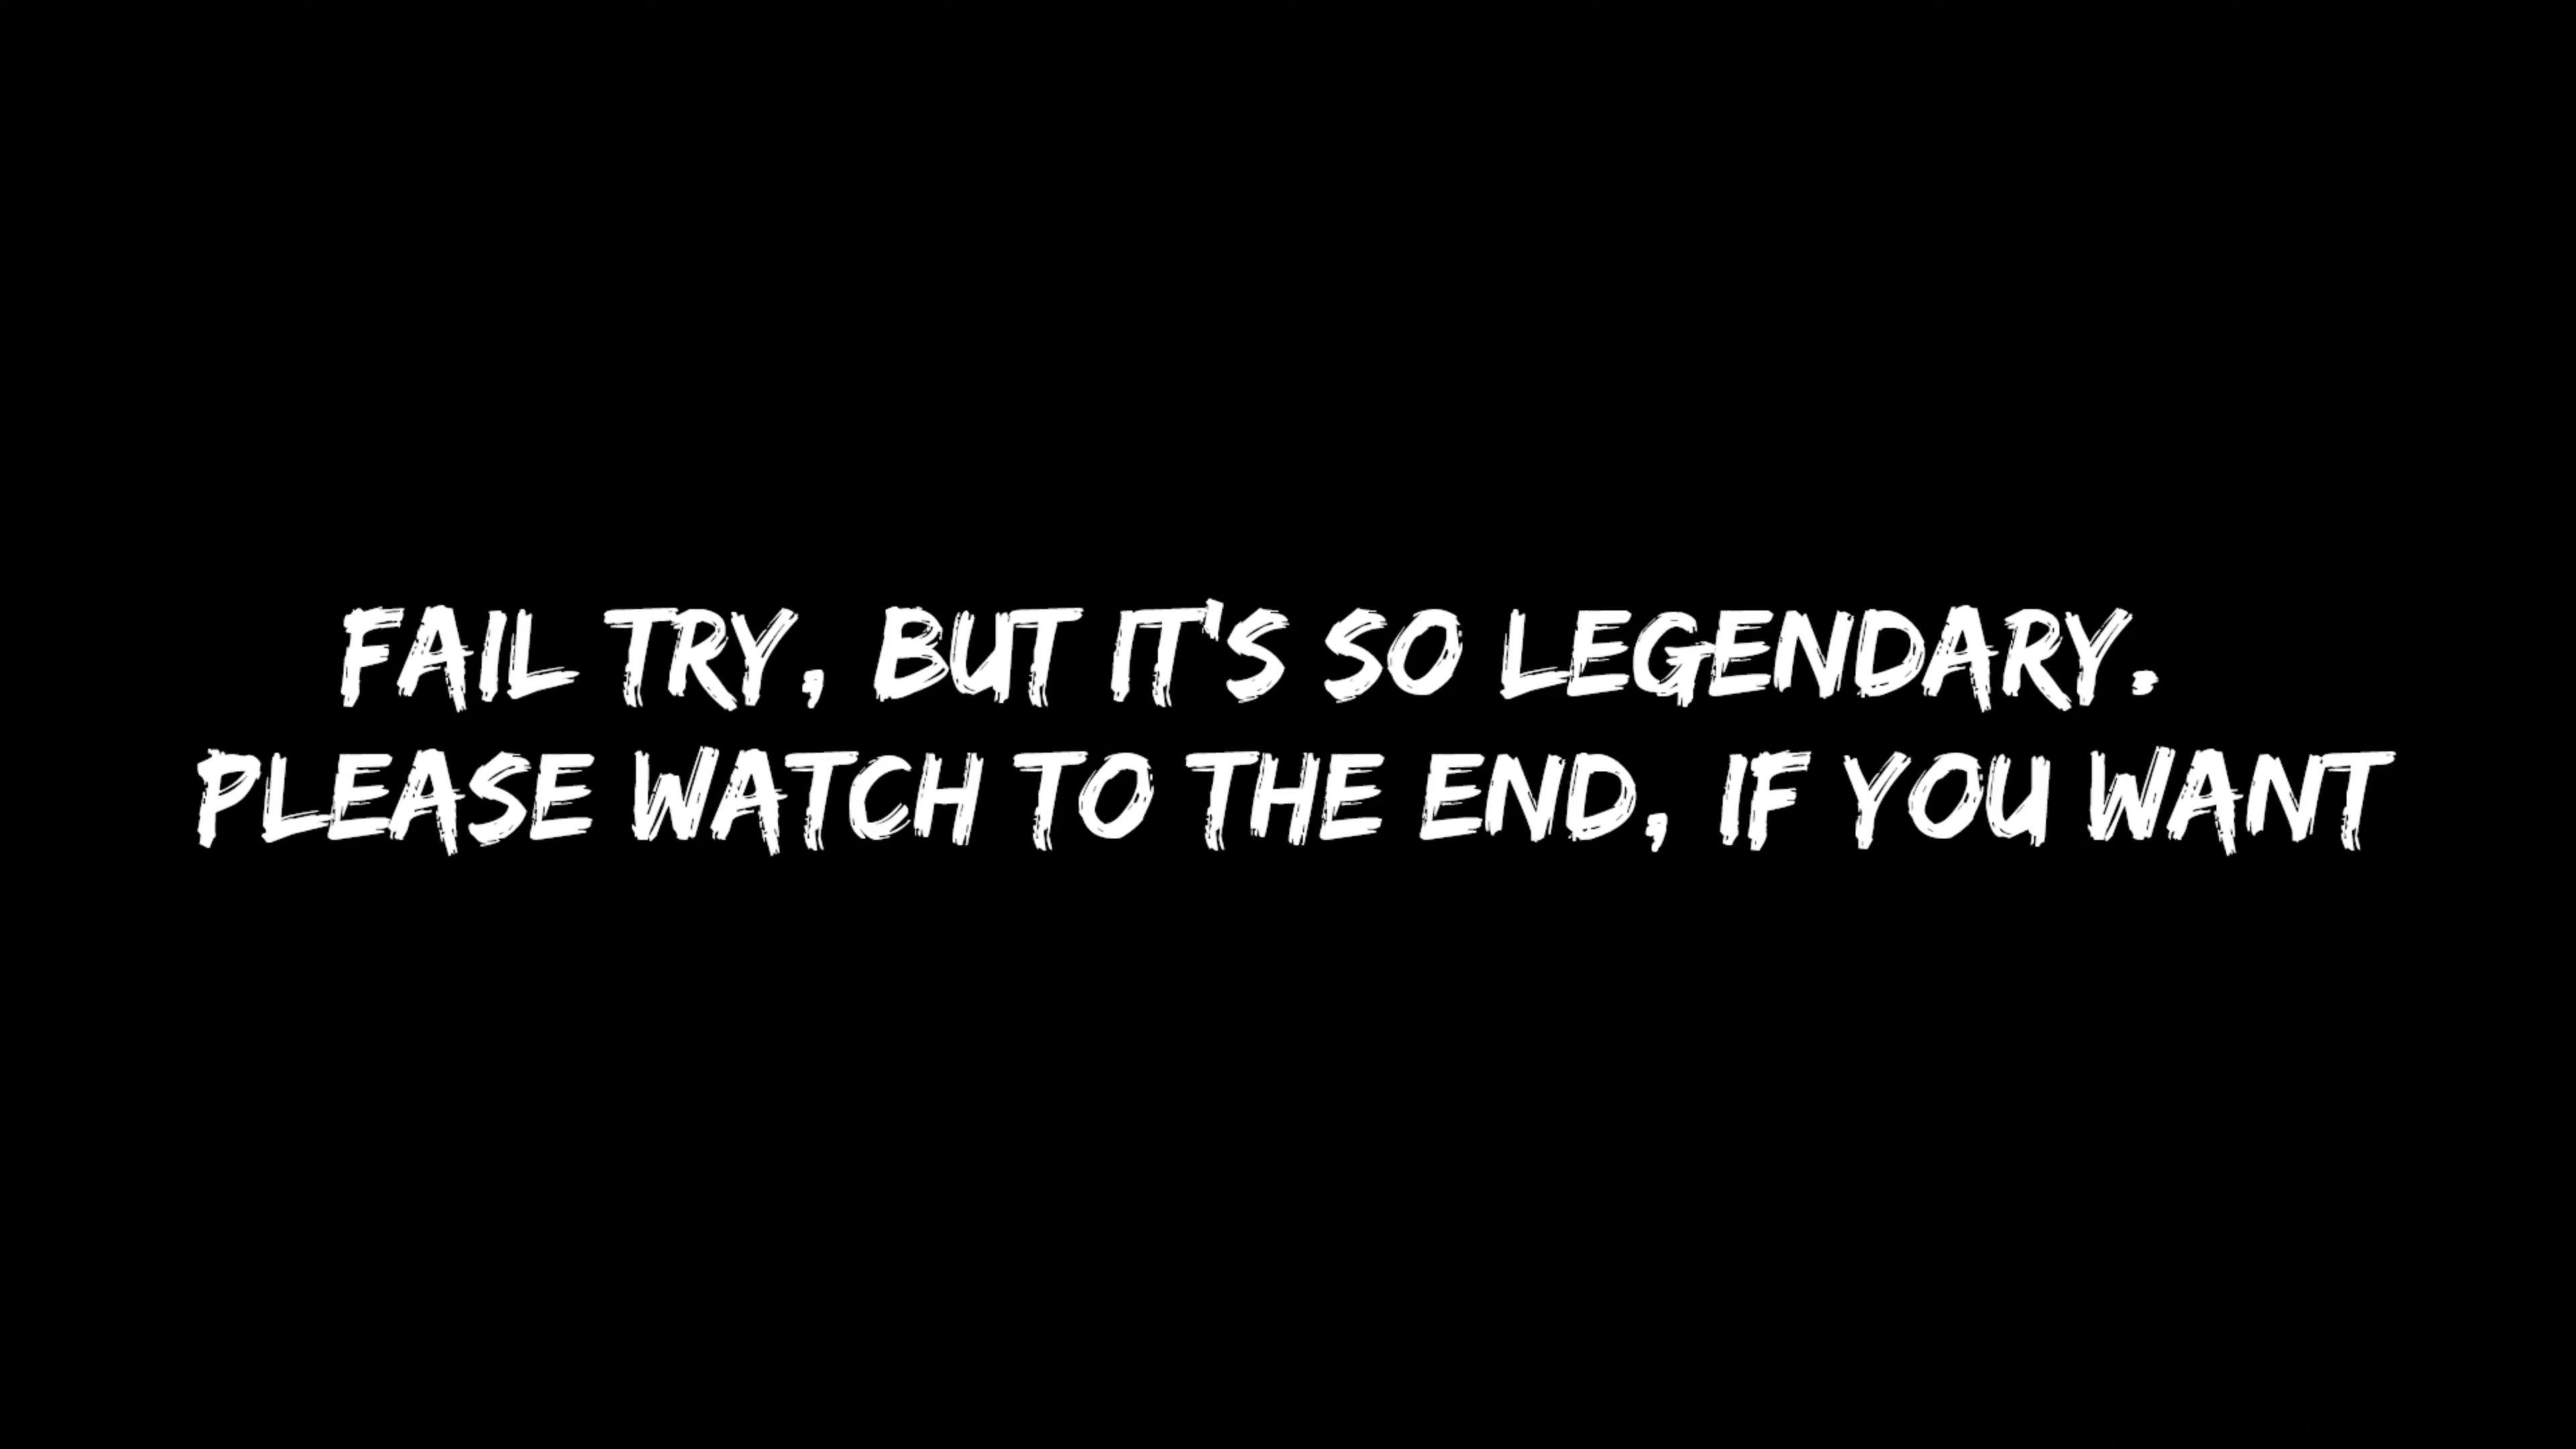 FAIL TRY, BUT IT'S SO LEGENDARY.
PLEASE WATCH TO THE END, IF YOU WANT